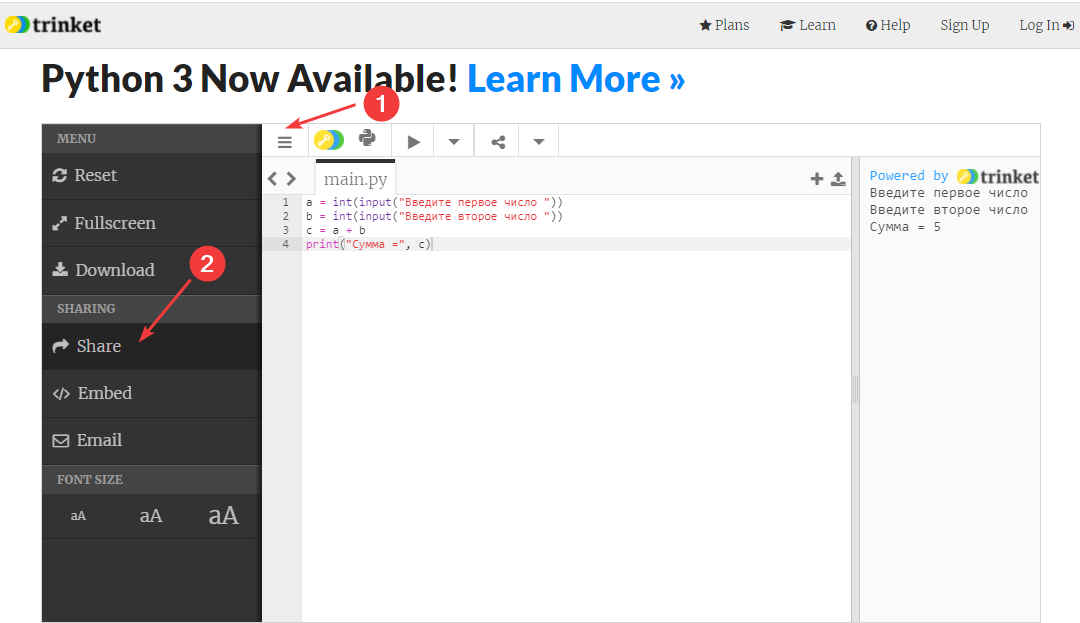 trinket Plans Learn Help Sign Up Log In
Python 3 Now Available! Learn More »
1
MENU
Reset
Fullscreen
Download
2
SHARING
Share
Embed
Email
FONT SIZE
aA aA aA
main.py
1 a = int(input("Введите первое число "))
2 b = int(input("Введите второе число "))
3 c = a + b
4 print("Сумма =", c)
Powered by trinket
Введите первое число
Введите второе число
Сумма = 5